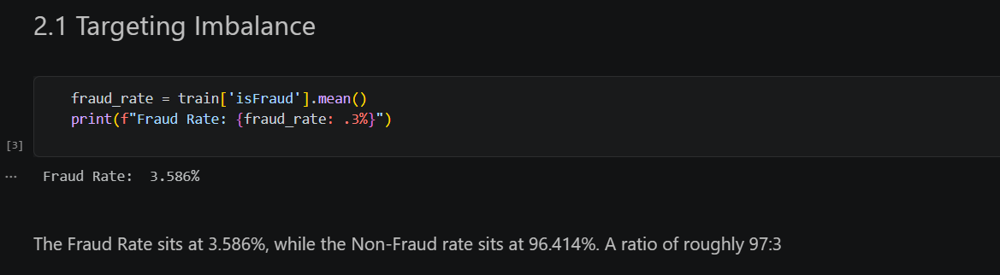 2.1 Targeting Imbalance
fraud_rate = train['isFraud'].mean()
print(f"Fraud Rate: {fraud_rate: .3%}")
[3]
...
Fraud Rate:  3.586%
The Fraud Rate sits at 3.586%, while the Non-Fraud rate sits at 96.414%. A ratio of roughly 97:3